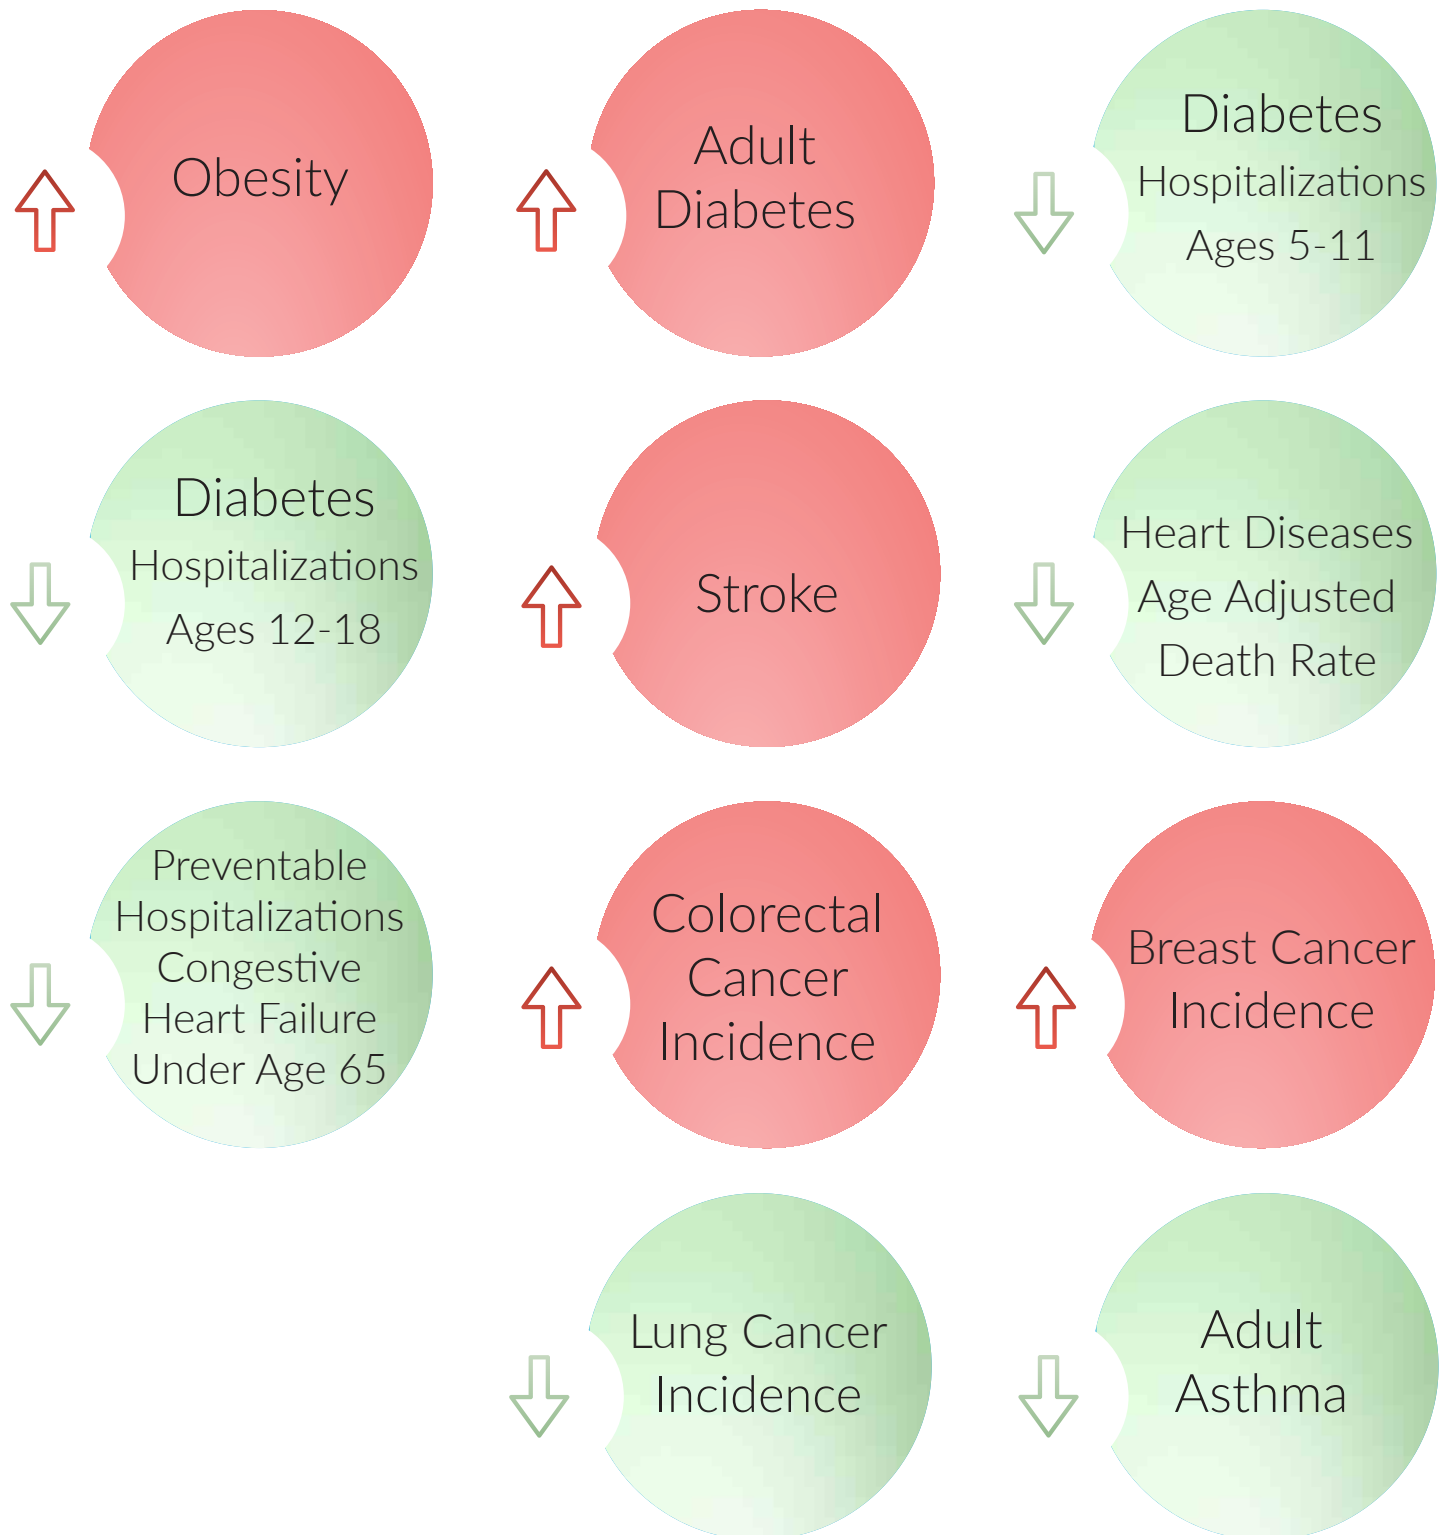 Obesity
Adult
Diabetes
Diabetes
Hospitalizations
Ages 5-11
Diabetes
Hospitalizations
Ages 12-18
Stroke
Heart Diseases
Age Adjusted
Death Rate
Preventable
Hospitalizations
Congestive
Heart Failure
Under Age 65
Colorectal
Cancer
Incidence
Breast Cancer
Incidence
Lung Cancer
Incidence
Adult
Asthma